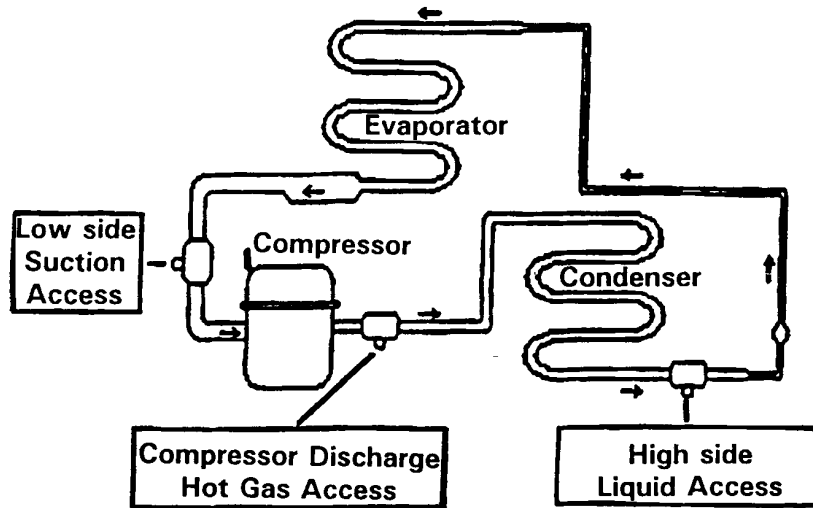 Evaporator
Low side
Suction
Access
Compressor
Condenser
Compressor Discharge
Hot Gas Access
High side
Liquid Access